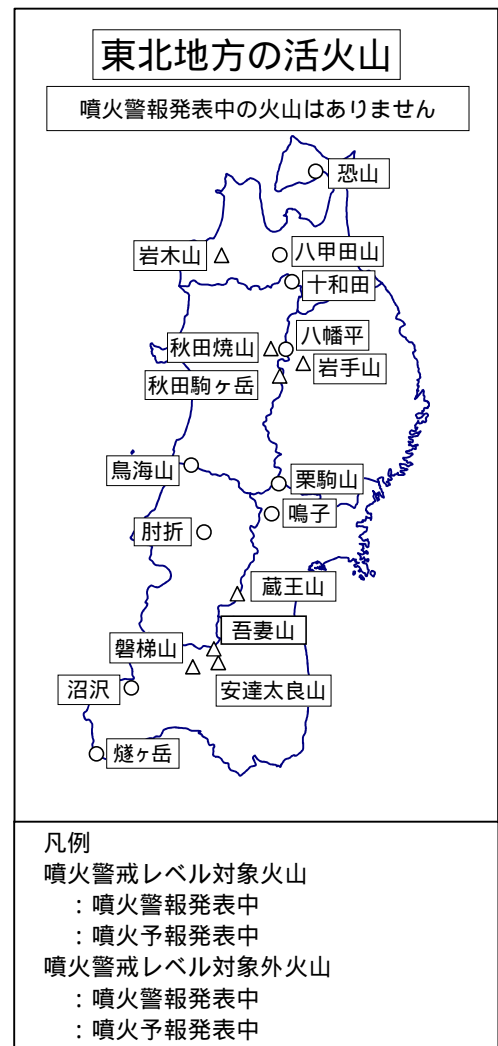 東北地方の活火山
噴火警報発表中の火山はありません
恐山
岩木山
八甲田山
十和田
秋田焼山
八幡平
岩手山
秋田駒ヶ岳
鳥海山
栗駒山
鳴子
肘折
蔵王山
吾妻山
磐梯山
安達太良山
沼沢
燧ヶ岳
凡例
噴火警戒レベル対象火山
：噴火警報発表中
：噴火予報発表中
噴火警戒レベル対象外火山
：噴火警報発表中
：噴火予報発表中